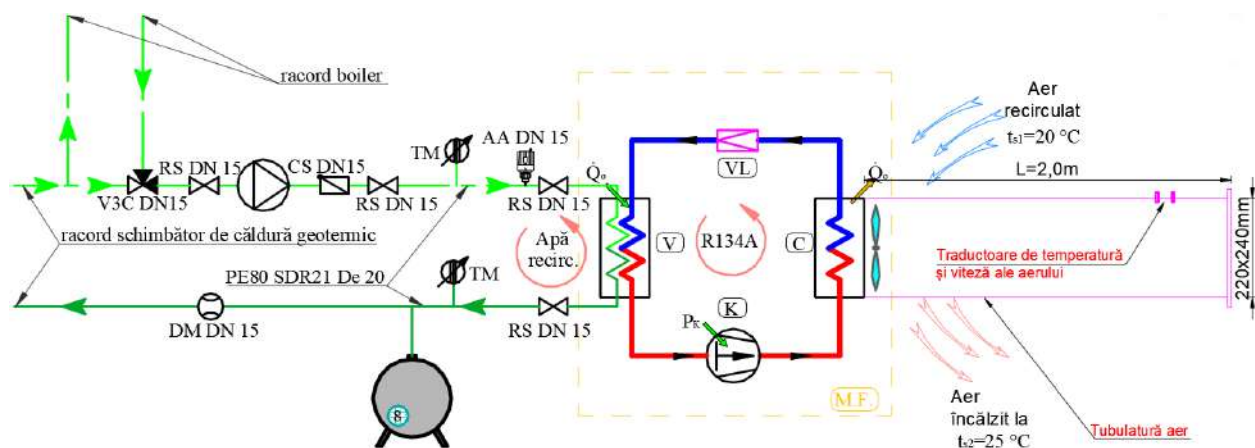 racord boiler
RS DN 15
CS DN15
TM
AA DN 15
V3C DN15
RS DN15
RS DN 15
racord schimbător de căldură geotermic
Apă
recirc.
PE80 SDR21 De 20
TM
DM DN 15
RS DN 15
8
Q̇ₒ
V
VL
R134A
C
K
Pₖ
M.F.
Aer
recirculat
tₛ₁=20 °C
L=2,0m
Traductoare de temperatură
și viteză ale aerului
220x240mm
Aer
încălzit la
tₛ₂=25 °C
Tubulatură aer